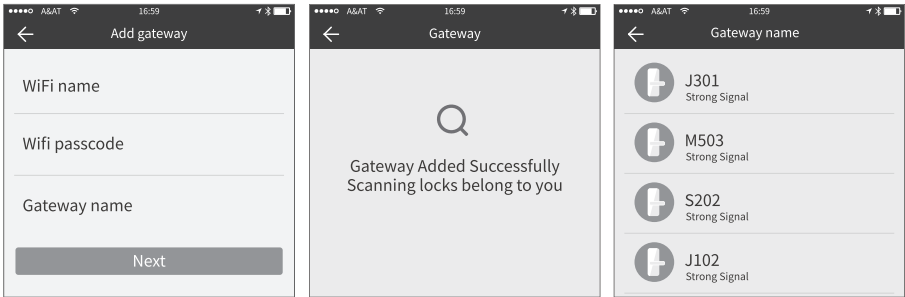 A&AT 16:59
Add gateway
WiFi name
Wifi passcode
Gateway name
Next
A&AT 16:59
Gateway
Gateway Added Successfully
Scanning locks belong to you
A&AT 16:59
Gateway name
J301
Strong Signal
M503
Strong Signal
S202
Strong Signal
J102
Strong Signal